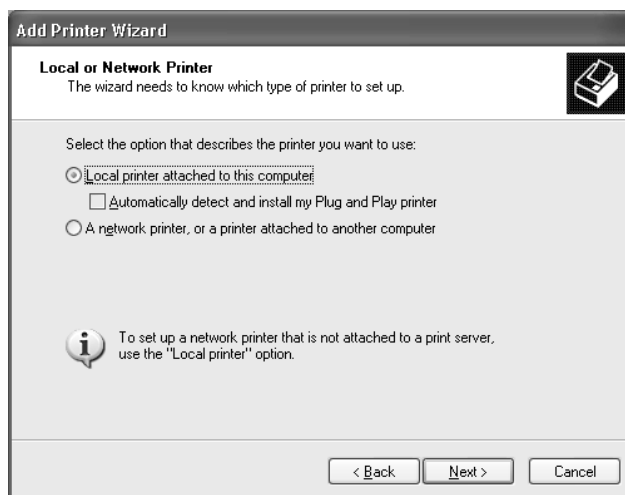 Add Printer Wizard
Local or Network Printer
The wizard needs to know which type of printer to set up.
Select the option that describes the printer you want to use:
Local printer attached to this computer
Automatically detect and install my Plug and Play printer
A network printer, or a printer attached to another computer
To set up a network printer that is not attached to a print server,
use the "Local printer" option.
< Back
Next >
Cancel